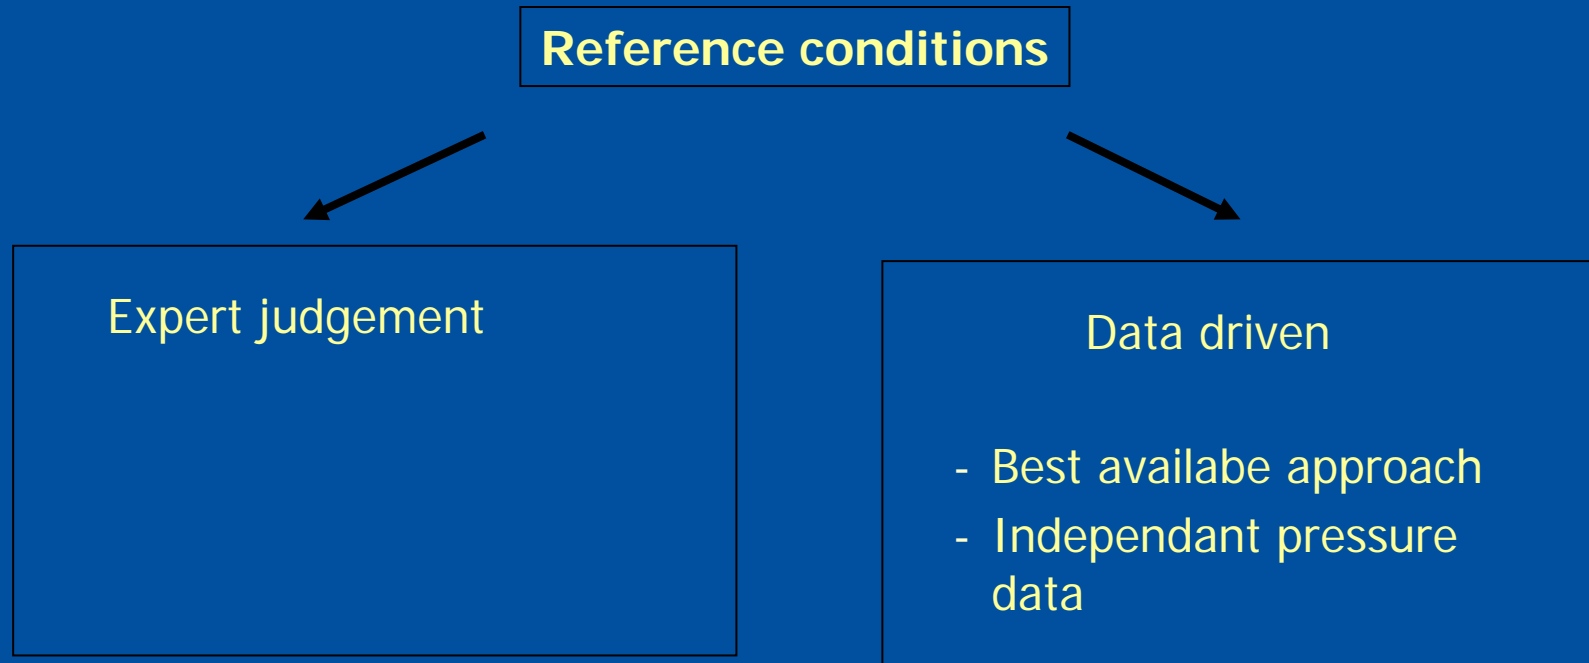 Reference conditions
Expert judgement
Data driven
- Best availabe approach
- Independant pressure
data